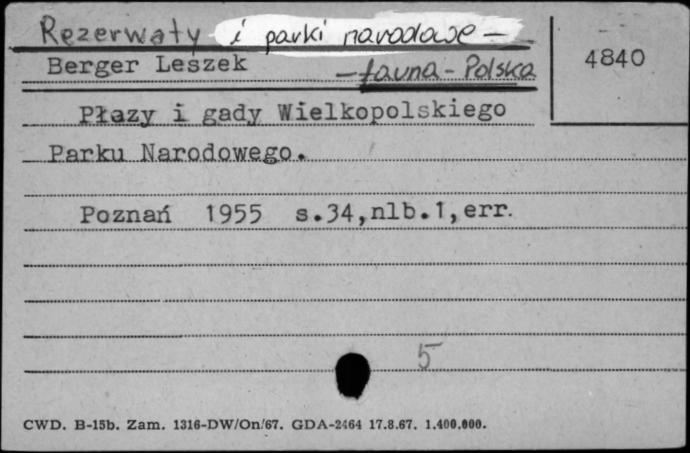 Rezerwaty i parki narodowe -
Berger Leszek
- fauna - Polska
4840
Płazy i gady Wielkopolskiego
Parku Narodowego.
Poznań 1955 s.34,nlb.1,err.
5
CWD. B-15b. Zam. 1316-DW/On/67. GDA-2464 17.8.67. 1.400.000.